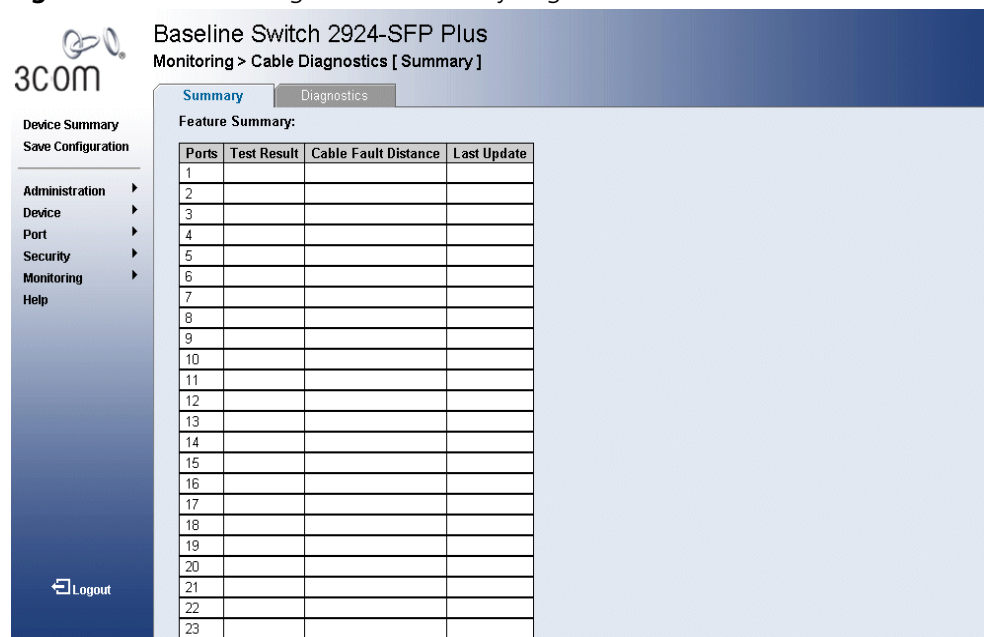 Baseline Switch 2924-SFP Plus
Monitoring > Cable Diagnostics [ Summary ]
3COM
Summary Diagnostics
Device Summary
Save Configuration
Administration
Device
Port
Security
Monitoring
Help
Logout
Feature Summary:
Ports Test Result Cable Fault Distance Last Update
1
2
3
4
5
6
7
8
9
10
11
12
13
14
15
16
17
18
19
20
21
22
23